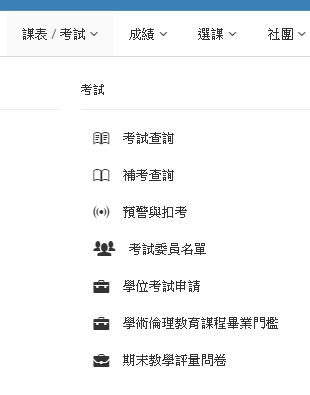 課表 / 考試 成績 選課 社團
考試
考試查詢
補考查詢
預警與扣考
考試委員名單
學位考試申請
學術倫理教育課程畢業門檻
期末教學評量問卷